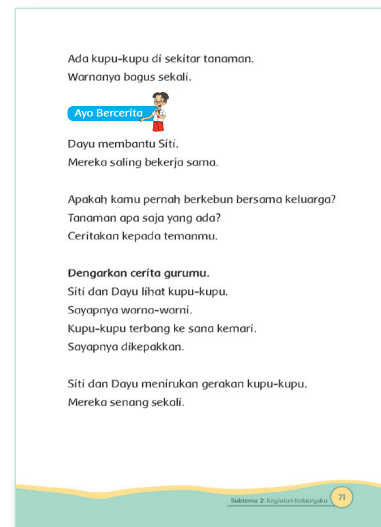 Ada kupu-kupu di sekitar tanaman.
Warnanya bagus sekali.
Ayo Bercerita
Dayu membantu Siti.
Mereka saling bekerja sama.
Apakah kamu pernah berkebun bersama keluarga?
Tanaman apa saja yang ada?
Ceritakan kepada temanmu.
Dengarkan cerita gurumu.
Siti dan Dayu lihat kupu-kupu.
Sayapnya warna-warni.
Kupu-kupu terbang ke sana kemari.
Sayapnya dikepakkan.
Siti dan Dayu menirukan gerakan kupu-kupu.
Mereka senang sekali.
Subtema 2: Kegiatan Keluargaku 71